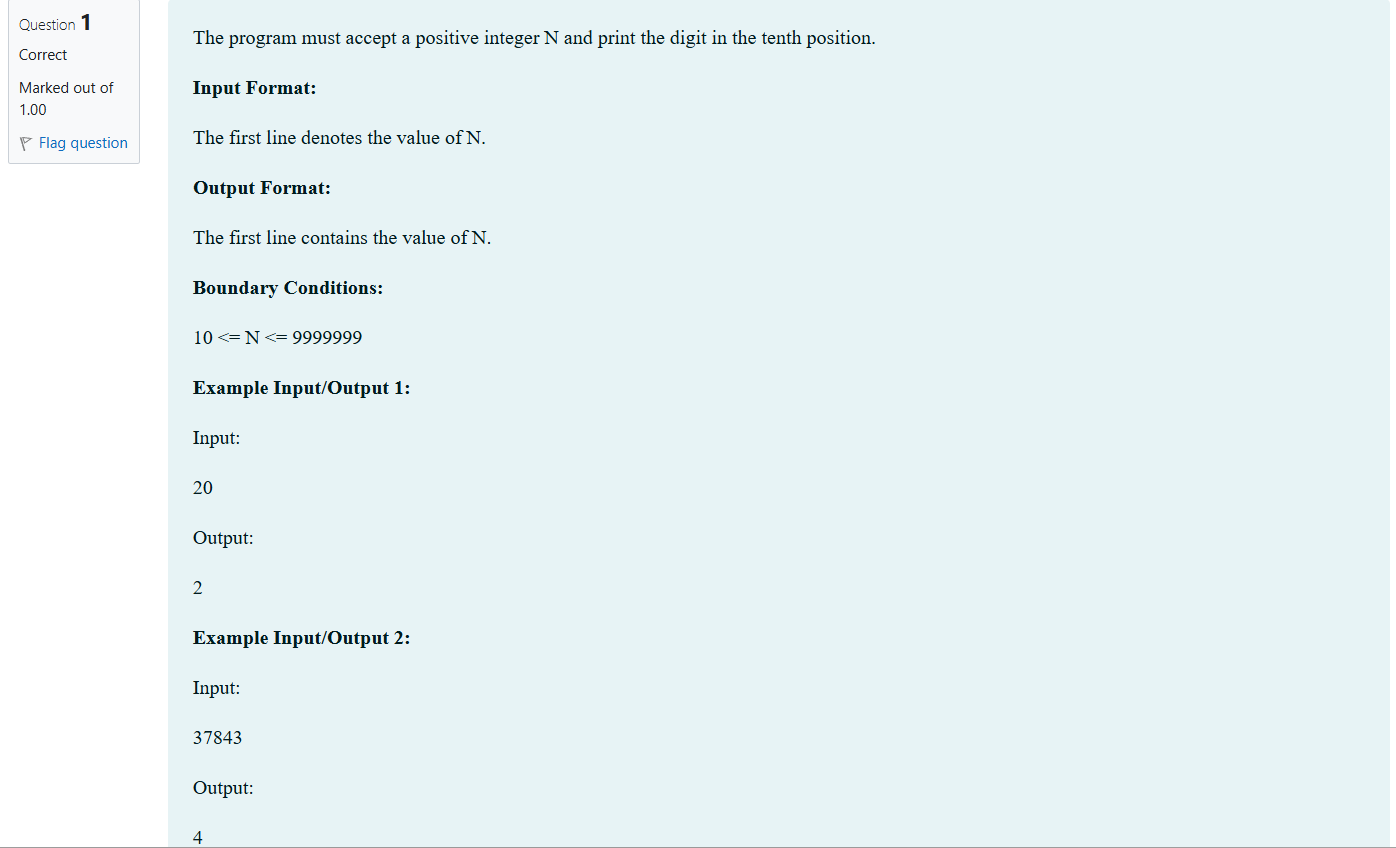 Question 1
Correct
Marked out of
1.00
Flag question
The program must accept a positive integer N and print the digit in the tenth position.
Input Format:
The first line denotes the value of N.
Output Format:
The first line contains the value of N.
Boundary Conditions:
10 <= N <= 9999999
Example Input/Output 1:
Input:
20
Output:
2
Example Input/Output 2:
Input:
37843
Output:
4